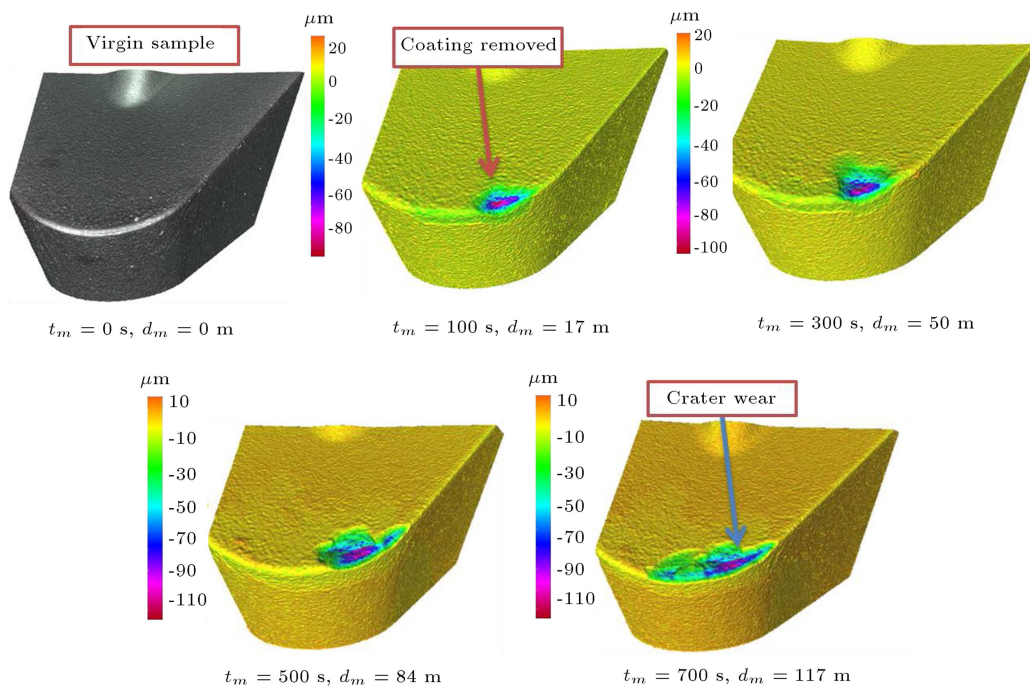 μm
Virgin sample
20
0
-20
-40
-60
-80
Coating removed
μm
20
0
-20
-40
-60
-80
-100
t_m = 0 s, d_m = 0 m
t_m = 100 s, d_m = 17 m
t_m = 300 s, d_m = 50 m
μm
10
-10
-30
-50
-70
-90
-110
μm
10
-10
-30
-50
-70
-90
-110
Crater wear
t_m = 500 s, d_m = 84 m
t_m = 700 s, d_m = 117 m